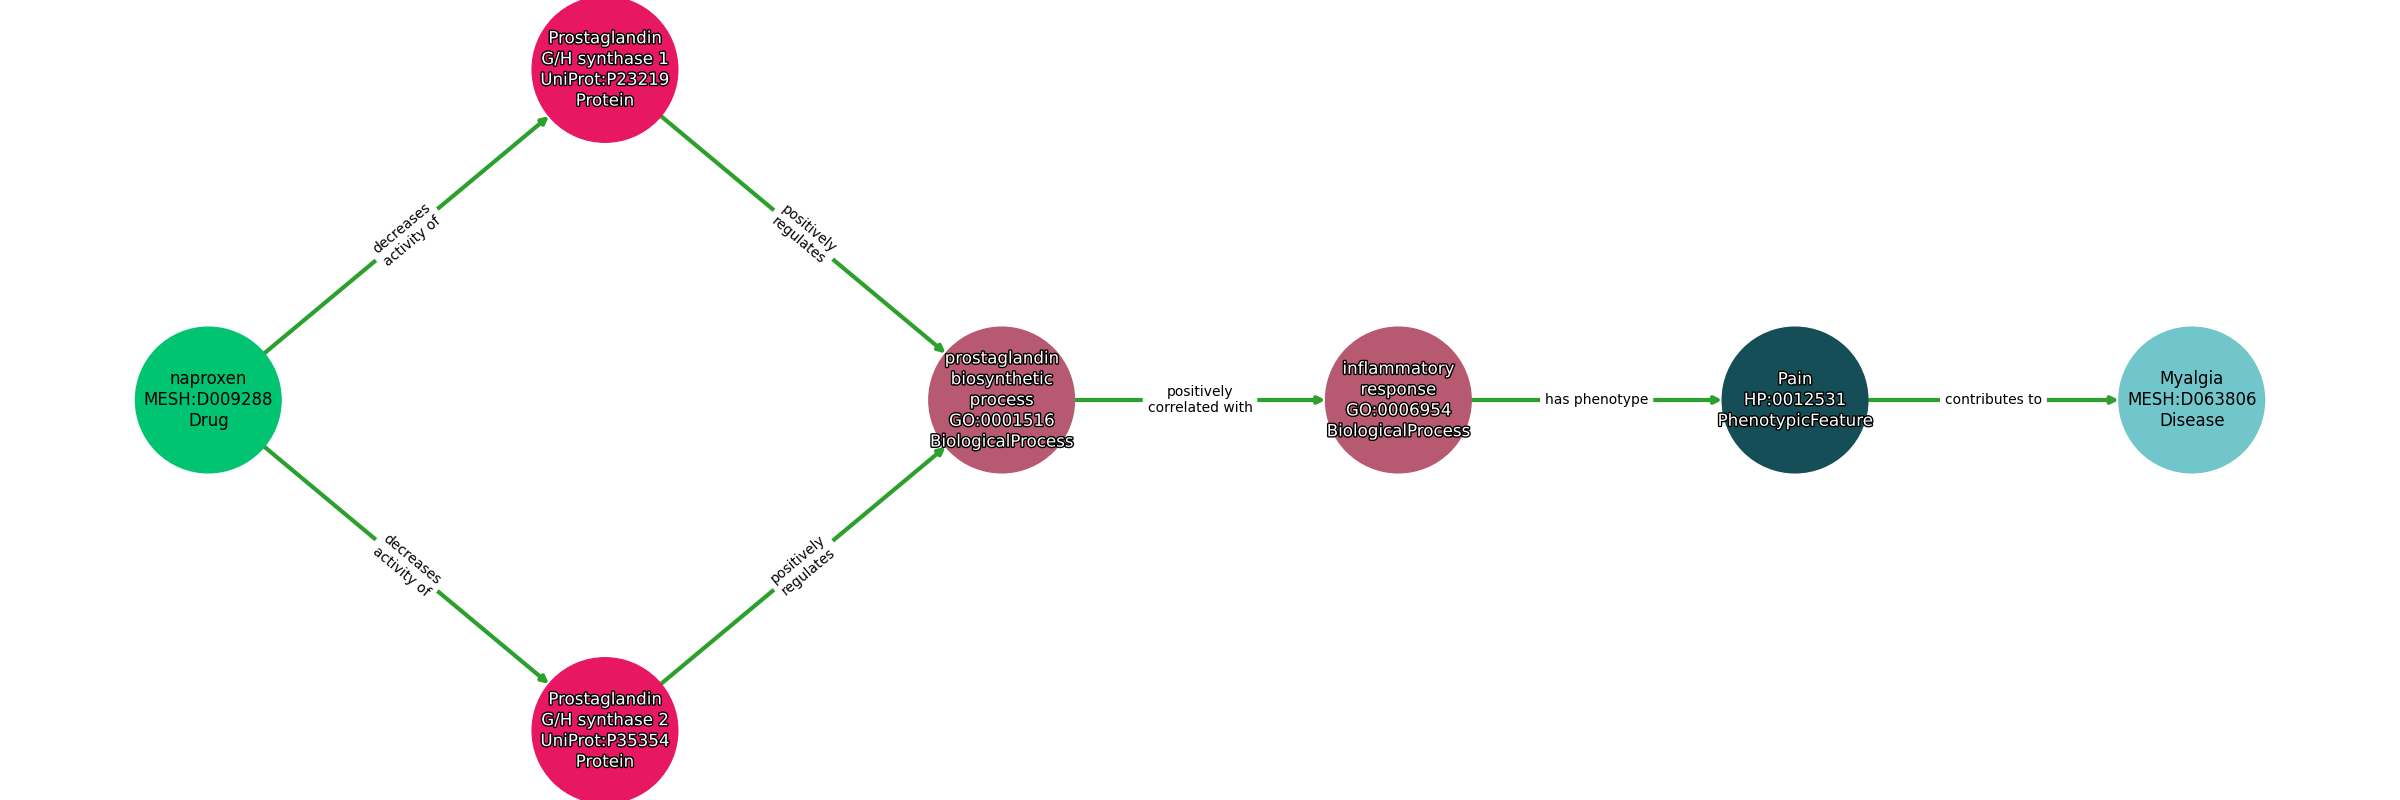 Prostaglandin
G/H synthase 1
UniProt:P23219
Protein
decreases
activity of
positively
regulates
naproxen
MESH:D009288
Drug
prostaglandin
biosynthetic
process
GO:0001516
BiologicalProcess
positively
correlated with
inflammatory
response
GO:0006954
BiologicalProcess
has phenotype
Pain
HP:0012531
PhenotypicFeature
contributes to
Myalgia
MESH:D063806
Disease
decreases
activity of
positively
regulates
Prostaglandin
G/H synthase 2
UniProt:P35354
Protein